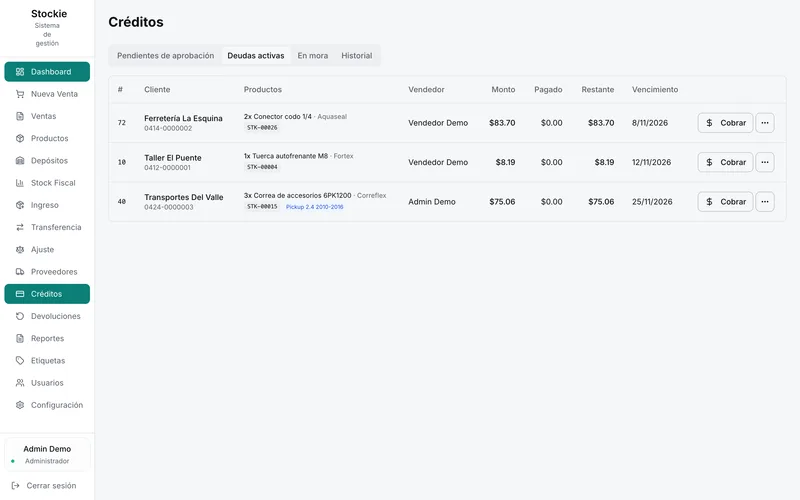 Stockie
Sistema
de
gestión
Dashboard
Nueva Venta
Ventas
Productos
Depósitos
Stock Fiscal
Ingreso
Transferencia
Ajuste
Proveedores
Créditos
Devoluciones
Reportes
Etiquetas
Usuarios
Configuración
Admin Demo
Administrador
Cerrar sesión
Créditos
Pendientes de aprobación Deudas activas En mora Historial
# Cliente Productos Vendedor Monto Pagado Restante Vencimiento
72 Ferretería La Esquina 2x Conector codo 1/4 · Aquaseal Vendedor Demo $83.70 $0.00 $83.70 8/11/2026 $ Cobrar ···
0414-0000002 STK-00026
10 Taller El Puente 1x Tuerca autofrenante M8 · Fortex Vendedor Demo $8.19 $0.00 $8.19 12/11/2026 $ Cobrar ···
0412-0000001 STK-00004
40 Transportes Del Valle 3x Correa de accesorios 6PK1200 · Correflex Admin Demo $75.06 $0.00 $75.06 25/11/2026 $ Cobrar ···
0424-0000003 STK-00015 Pickup 2.4 2010-2016